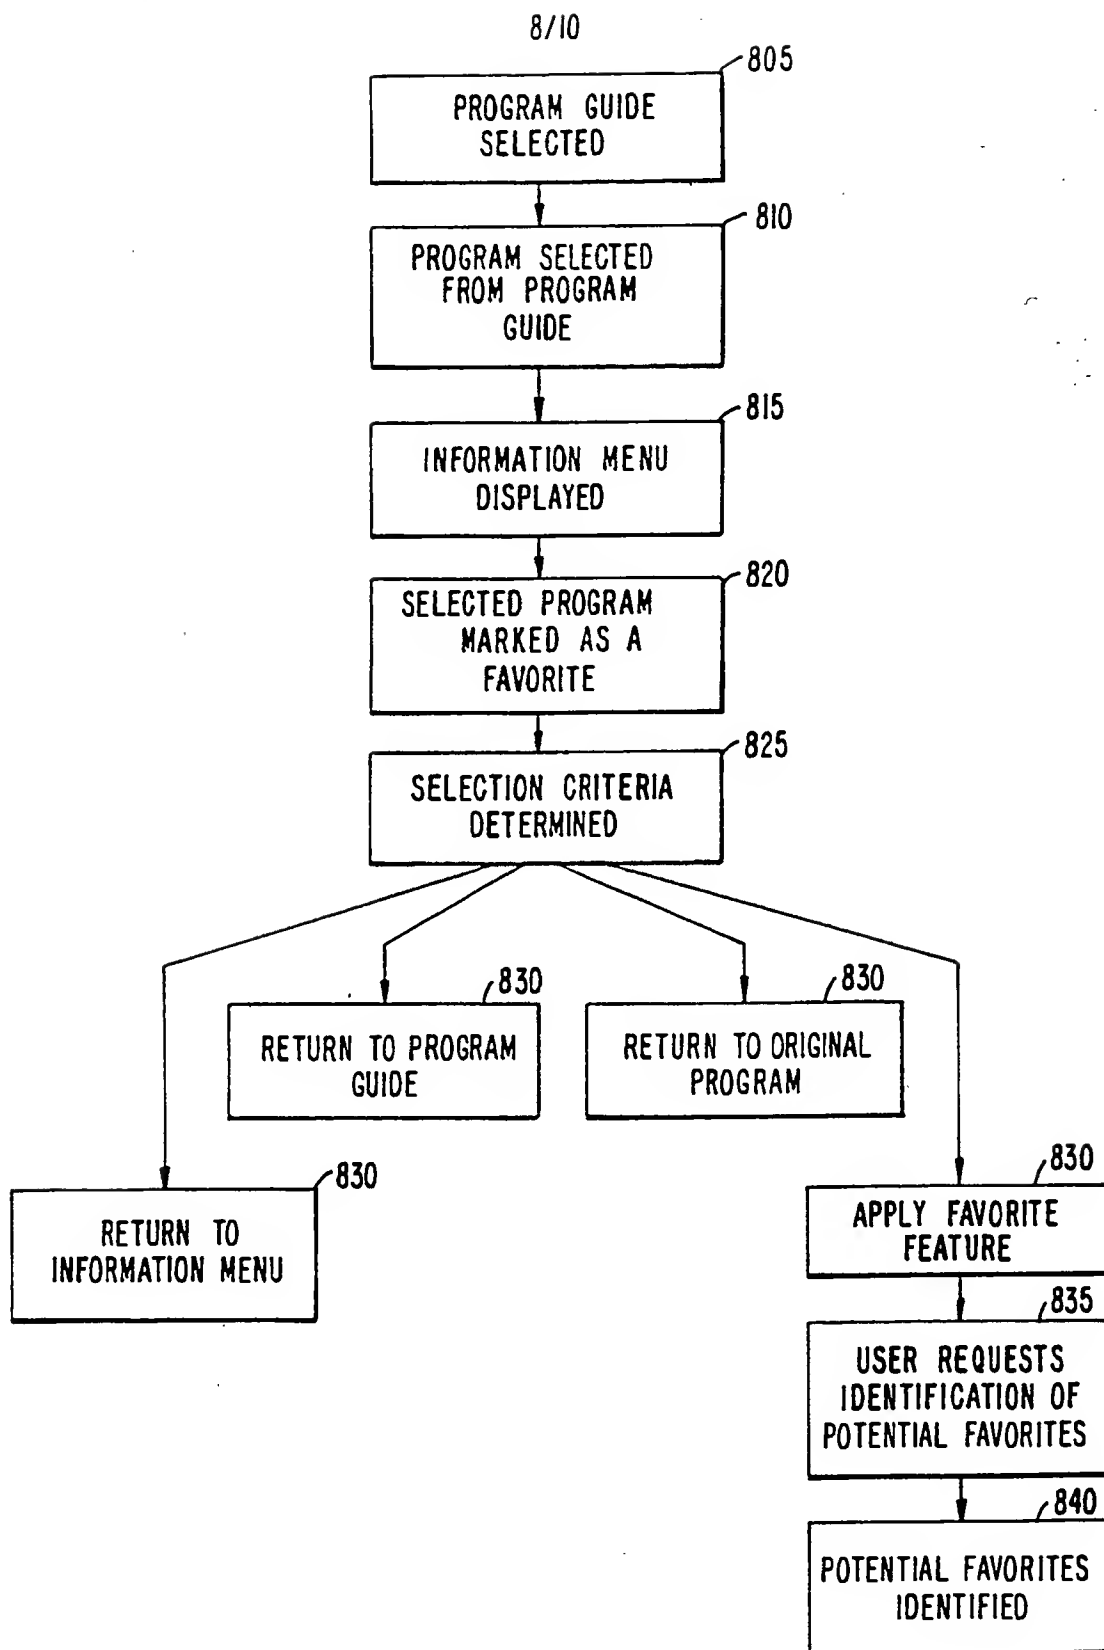 8/10
805
PROGRAM GUIDE
SELECTED
810
PROGRAM SELECTED
FROM PROGRAM
GUIDE
815
INFORMATION MENU
DISPLAYED
820
SELECTED PROGRAM
MARKED AS A
FAVORITE
825
SELECTION CRITERIA
DETERMINED
830
RETURN TO PROGRAM
GUIDE
830
RETURN TO ORIGINAL
PROGRAM
830
RETURN TO
INFORMATION MENU
830
APPLY FAVORITE
FEATURE
835
USER REQUESTS
IDENTIFICATION OF
POTENTIAL FAVORITES
840
POTENTIAL FAVORITES
IDENTIFIED